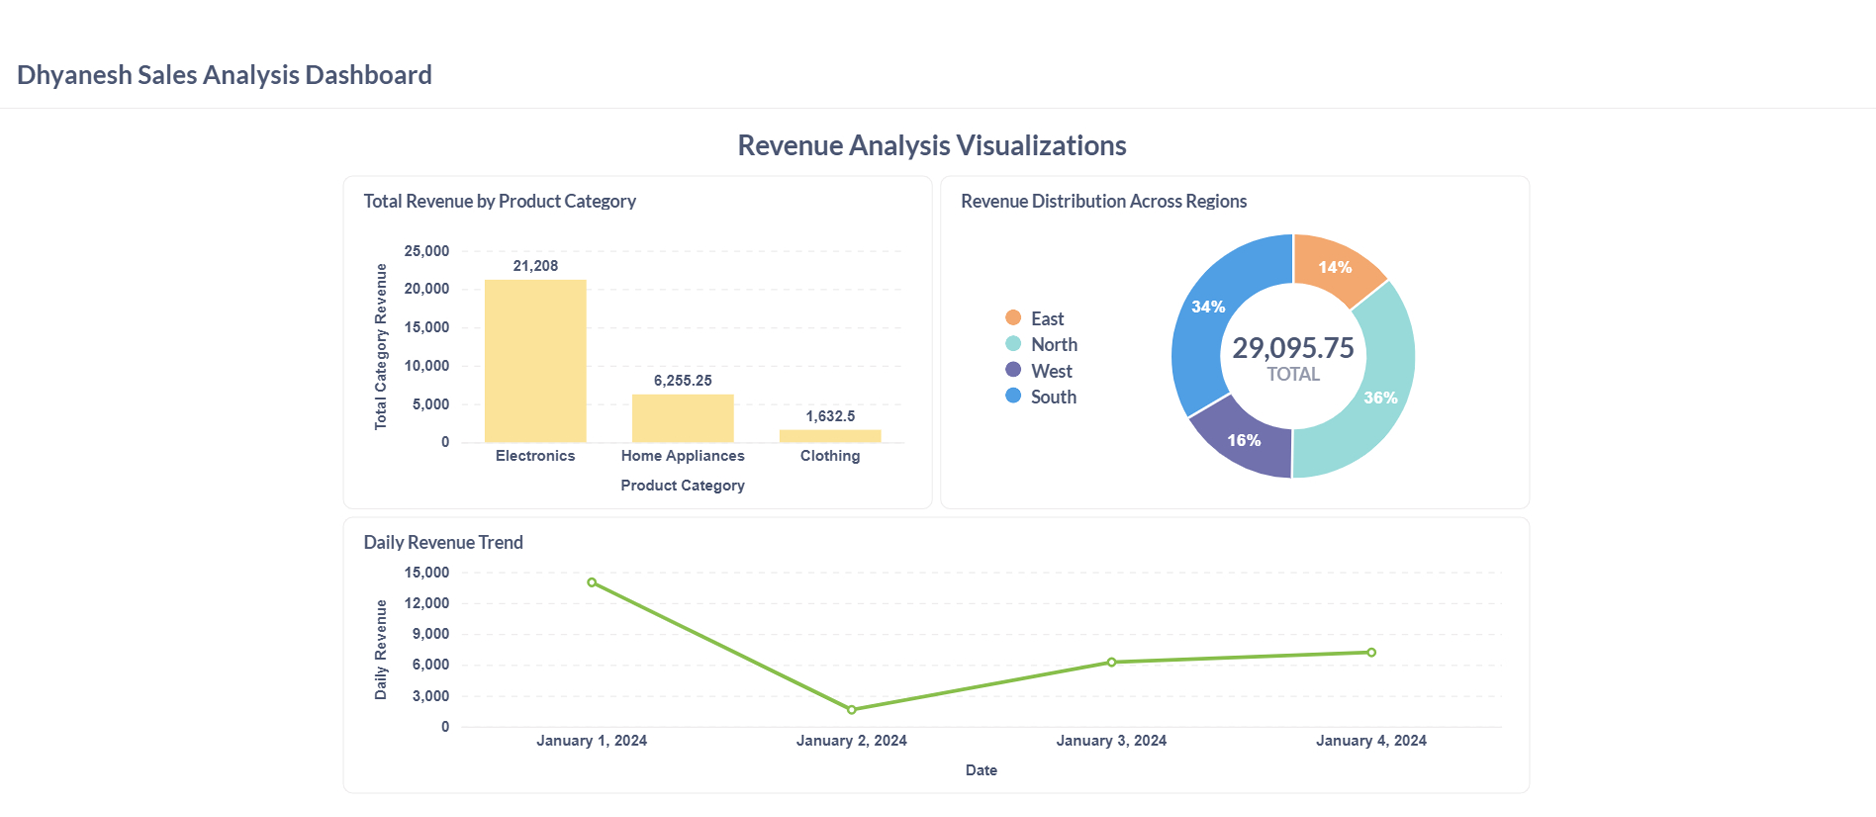 Dhyanesh Sales Analysis Dashboard
Revenue Analysis Visualizations
Total Revenue by Product Category
Total Category Revenue
25,000
20,000
15,000
10,000
5,000
0
21,208
6,255.25
1,632.5
Electronics
Home Appliances
Clothing
Product Category
Revenue Distribution Across Regions
East
North
West
South
14%
34%
29,095.75
TOTAL
36%
16%
Daily Revenue Trend
Daily Revenue
15,000
12,000
9,000
6,000
3,000
0
January 1, 2024
January 2, 2024
January 3, 2024
January 4, 2024
Date